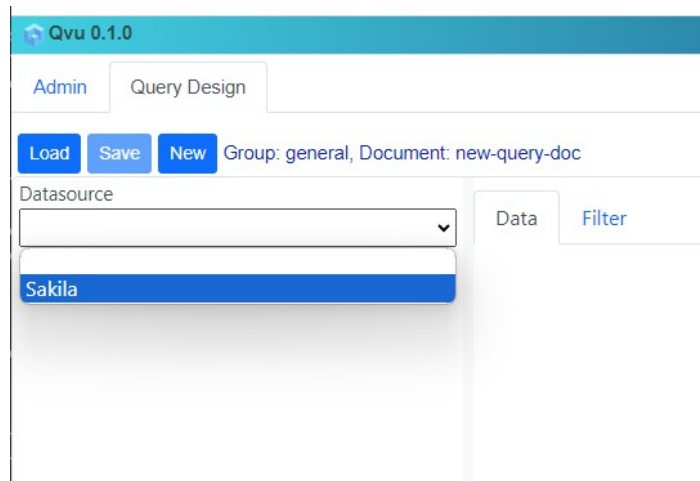 Qvu 0.1.0
Admin Query Design
Load Save New Group: general, Document: new-query-doc
Datasource
Data Filter
Sakila